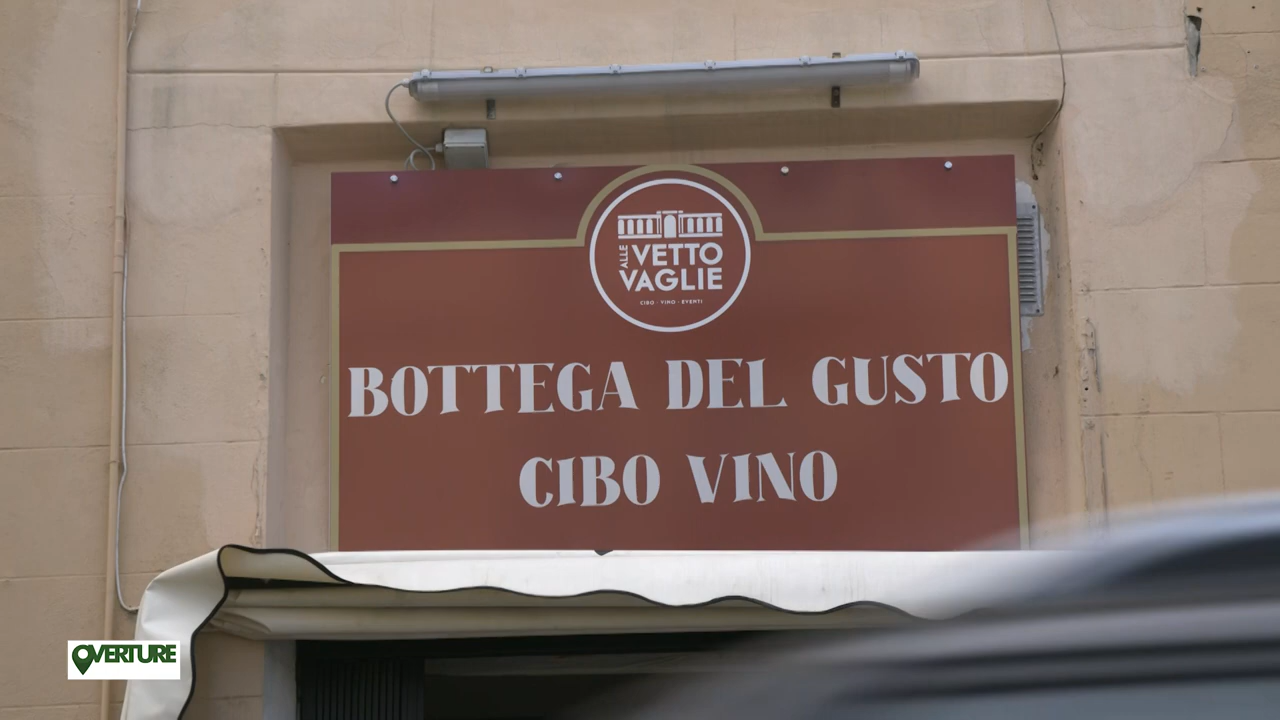 ALLE
VETTO
VAGLIE
CIBO · VINO · EVENTI
BOTTEGA DEL GUSTO
CIBO VINO
OVERTURE